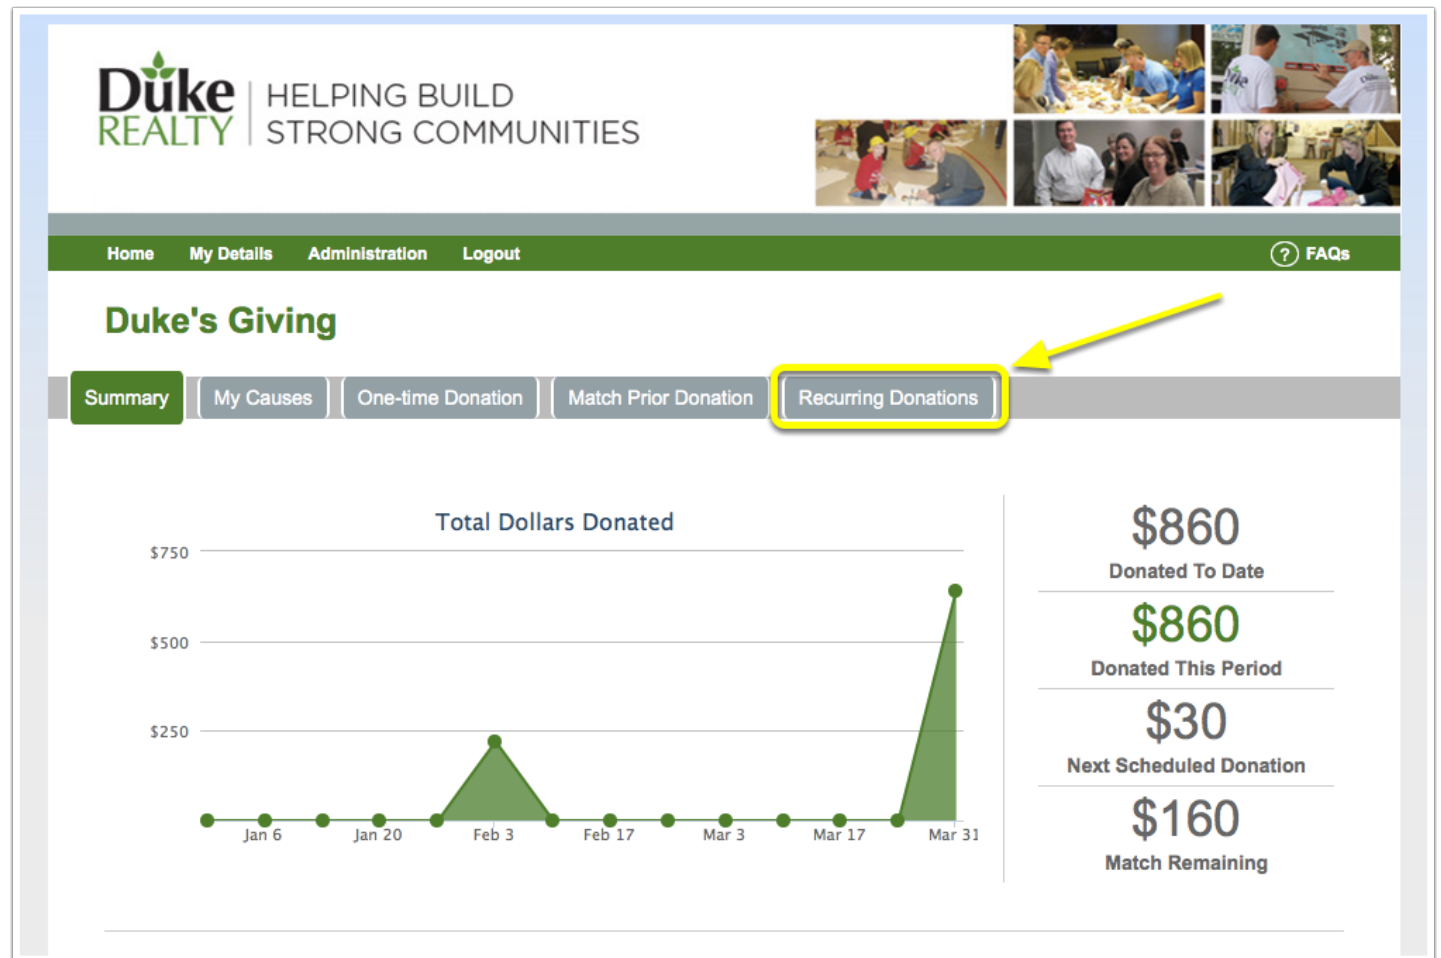 Duke
REALTY
HELPING BUILD
STRONG COMMUNITIES
Home My Details Administration Logout ? FAQs
Duke's Giving
Summary My Causes One-time Donation Match Prior Donation Recurring Donations
Total Dollars Donated
$750
$500
$250
Jan 6 Jan 20 Feb 3 Feb 17 Mar 3 Mar 17 Mar 31
$860
Donated To Date
$860
Donated This Period
$30
Next Scheduled Donation
$160
Match Remaining